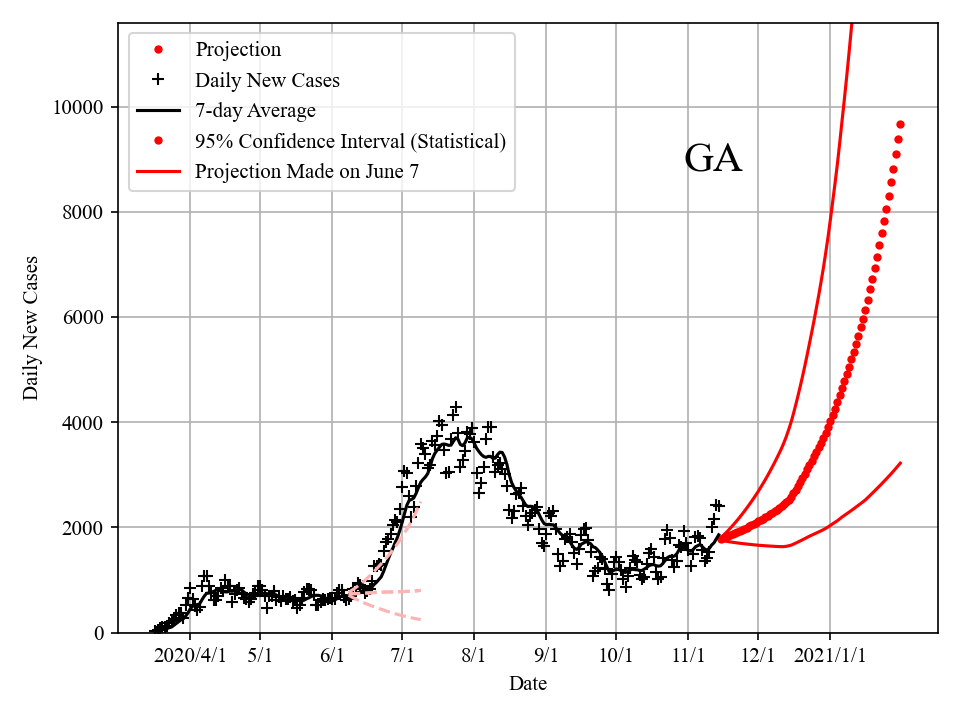 Projection
Daily New Cases
7-day Average
95% Confidence Interval (Statistical)
Projection Made on June 7
GA
10000
8000
6000
4000
2000
0
Daily New Cases
2020/4/1 5/1 6/1 7/1 8/1 9/1 10/1 11/1 12/1 2021/1/1
Date